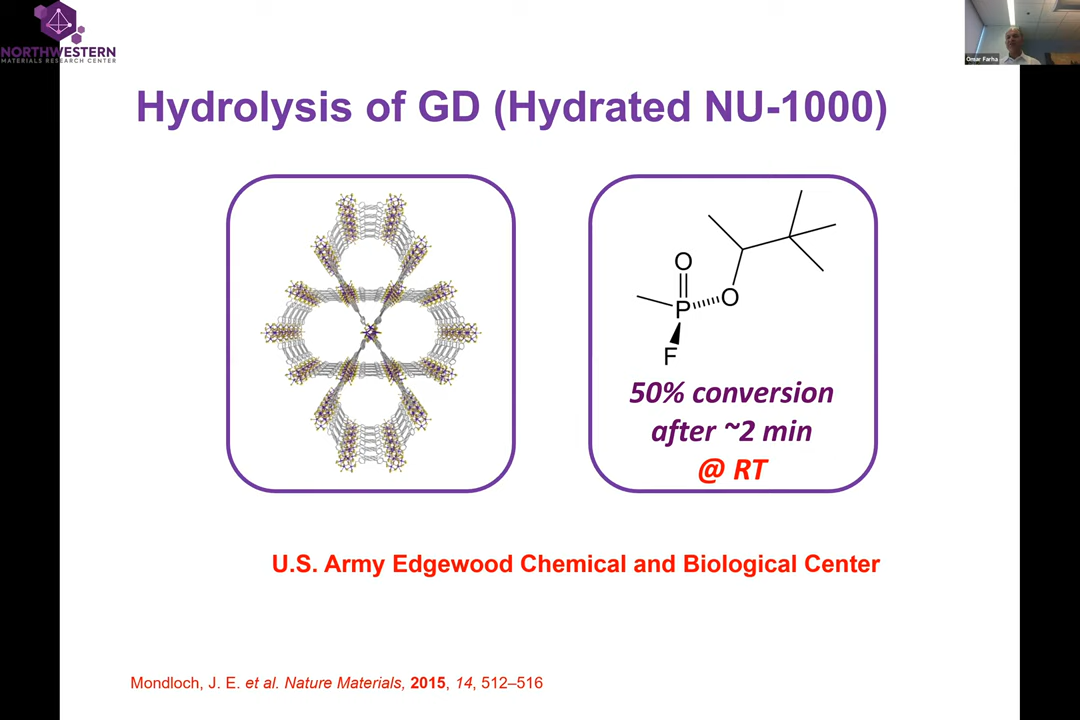 NORTHWESTERN
MATERIALS RESEARCH CENTER
Omar Farha
Hydrolysis of GD (Hydrated NU-1000)
O
P
O
F
50% conversion
after ~2 min
@ RT
U.S. Army Edgewood Chemical and Biological Center
Mondloch, J. E. et al. Nature Materials, 2015, 14, 512–516